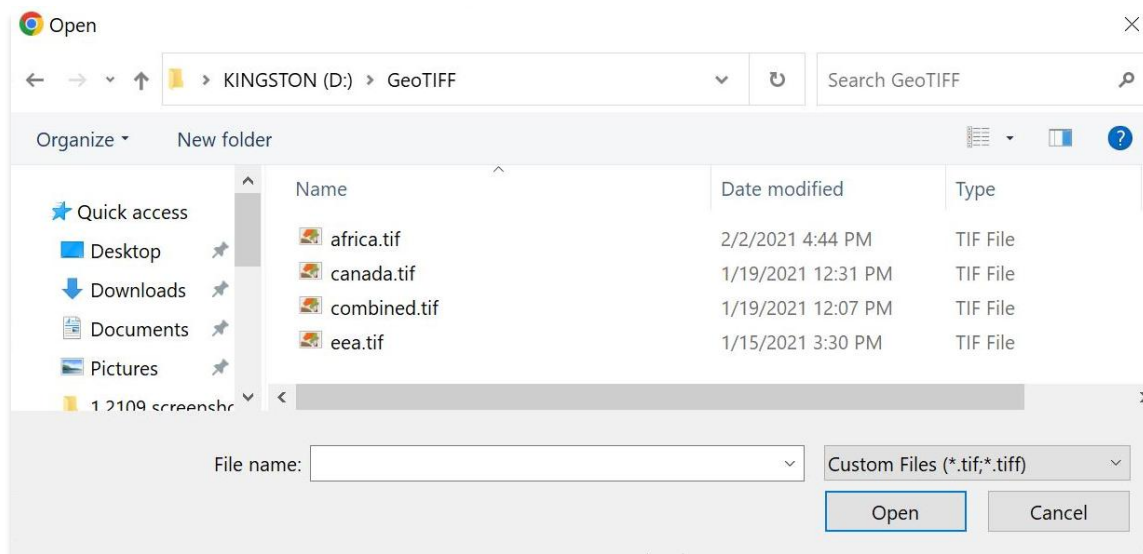 Open
KINGSTON (D:) > GeoTIFF
Search GeoTIFF
Organize
New folder
Name
Date modified
Type
Quick access
Desktop
Downloads
Documents
Pictures
1.2109 screensho
africa.tif 2/2/2021 4:44 PM TIF File
canada.tif 1/19/2021 12:31 PM TIF File
combined.tif 1/19/2021 12:07 PM TIF File
eea.tif 1/15/2021 3:30 PM TIF File
File name:
Custom Files (*.tif;*.tiff)
Open
Cancel